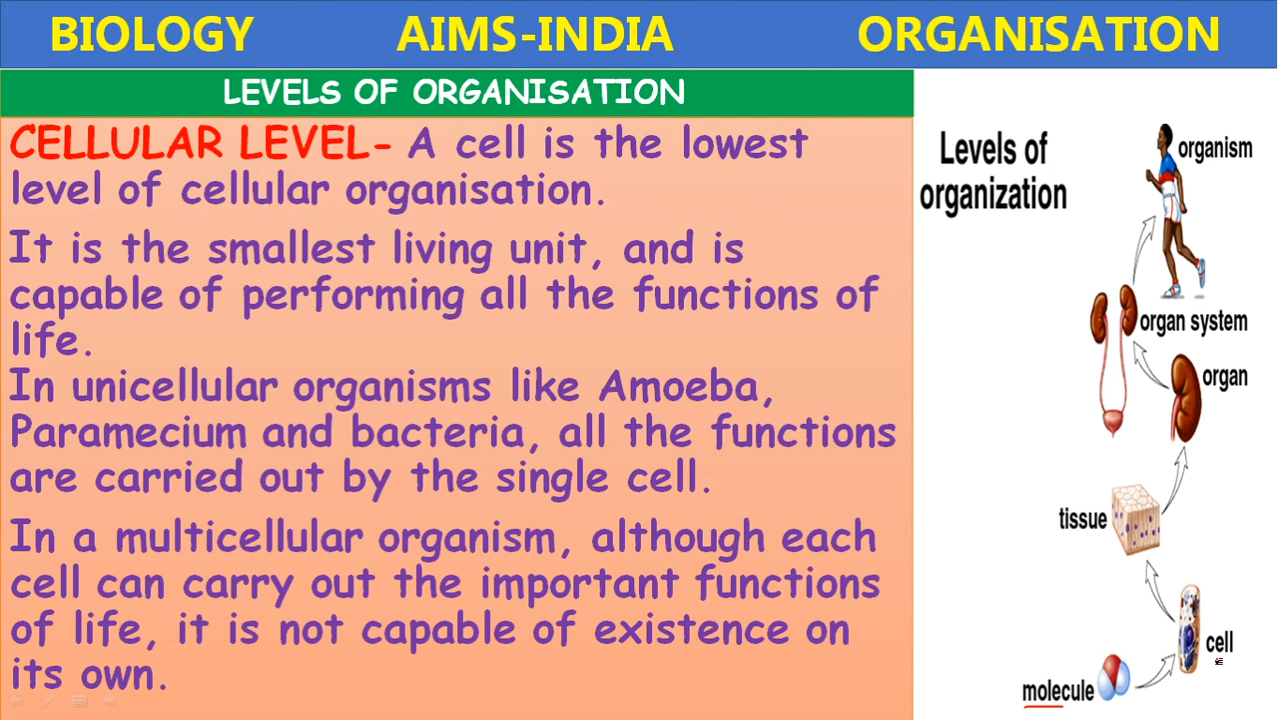 BIOLOGY AIMS-INDIA ORGANISATION
LEVELS OF ORGANISATION
CELLULAR LEVEL- A cell is the lowest
level of cellular organisation.
It is the smallest living unit, and is
capable of performing all the functions of
life.
In unicellular organisms like Amoeba,
Paramecium and bacteria, all the functions
are carried out by the single cell.
In a multicellular organism, although each
cell can carry out the important functions
of life, it is not capable of existence on
its own.
Levels of
organization
organism
organ system
organ
tissue
cell
molecule